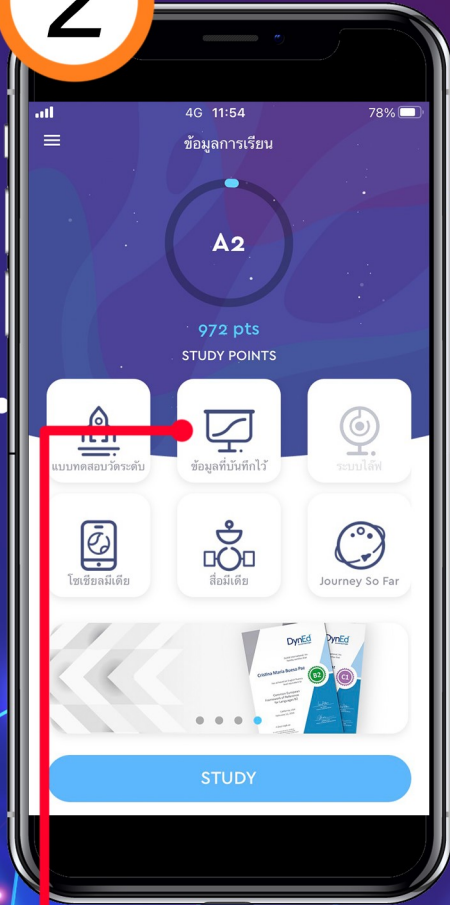 2
4G 11:54 78%
ข้อมูลการเรียน
A2
972 pts
STUDY POINTS
แบบทดสอบวัดระดับ
ข้อมูลที่บันทึกไว้
ระบบไลฟ์
โซเชียลมีเดีย
สื่อมีเดีย
Journey So Far
DynEd DynEd
Cristina Maria Buena Paz
B2
C1
STUDY